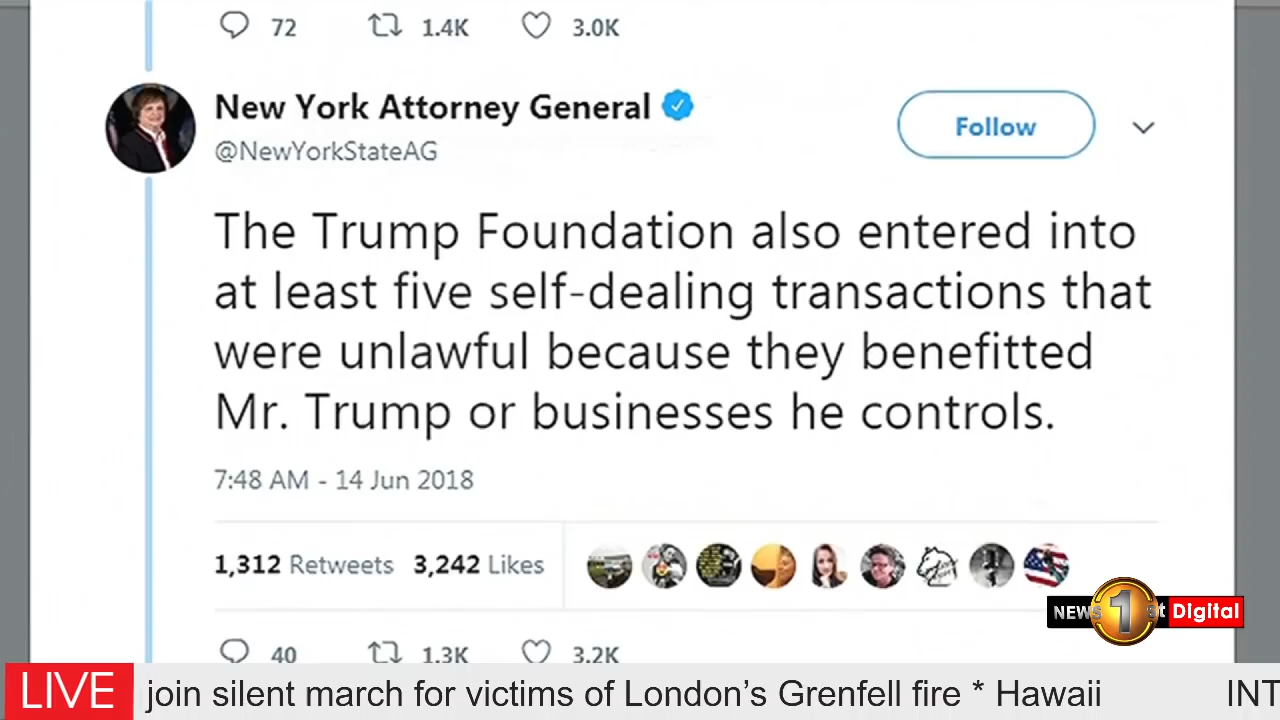 72 1.4K 3.0K
New York Attorney General
@NewYorkStateAG
Follow
The Trump Foundation also entered into
at least five self-dealing transactions that
were unlawful because they benefitted
Mr. Trump or businesses he controls.
7:48 AM - 14 Jun 2018
1,312 Retweets 3,242 Likes
NEWS 1st Digital
40 1.3K 3.2K
LIVE join silent march for victims of London’s Grenfell fire * Hawaii INT